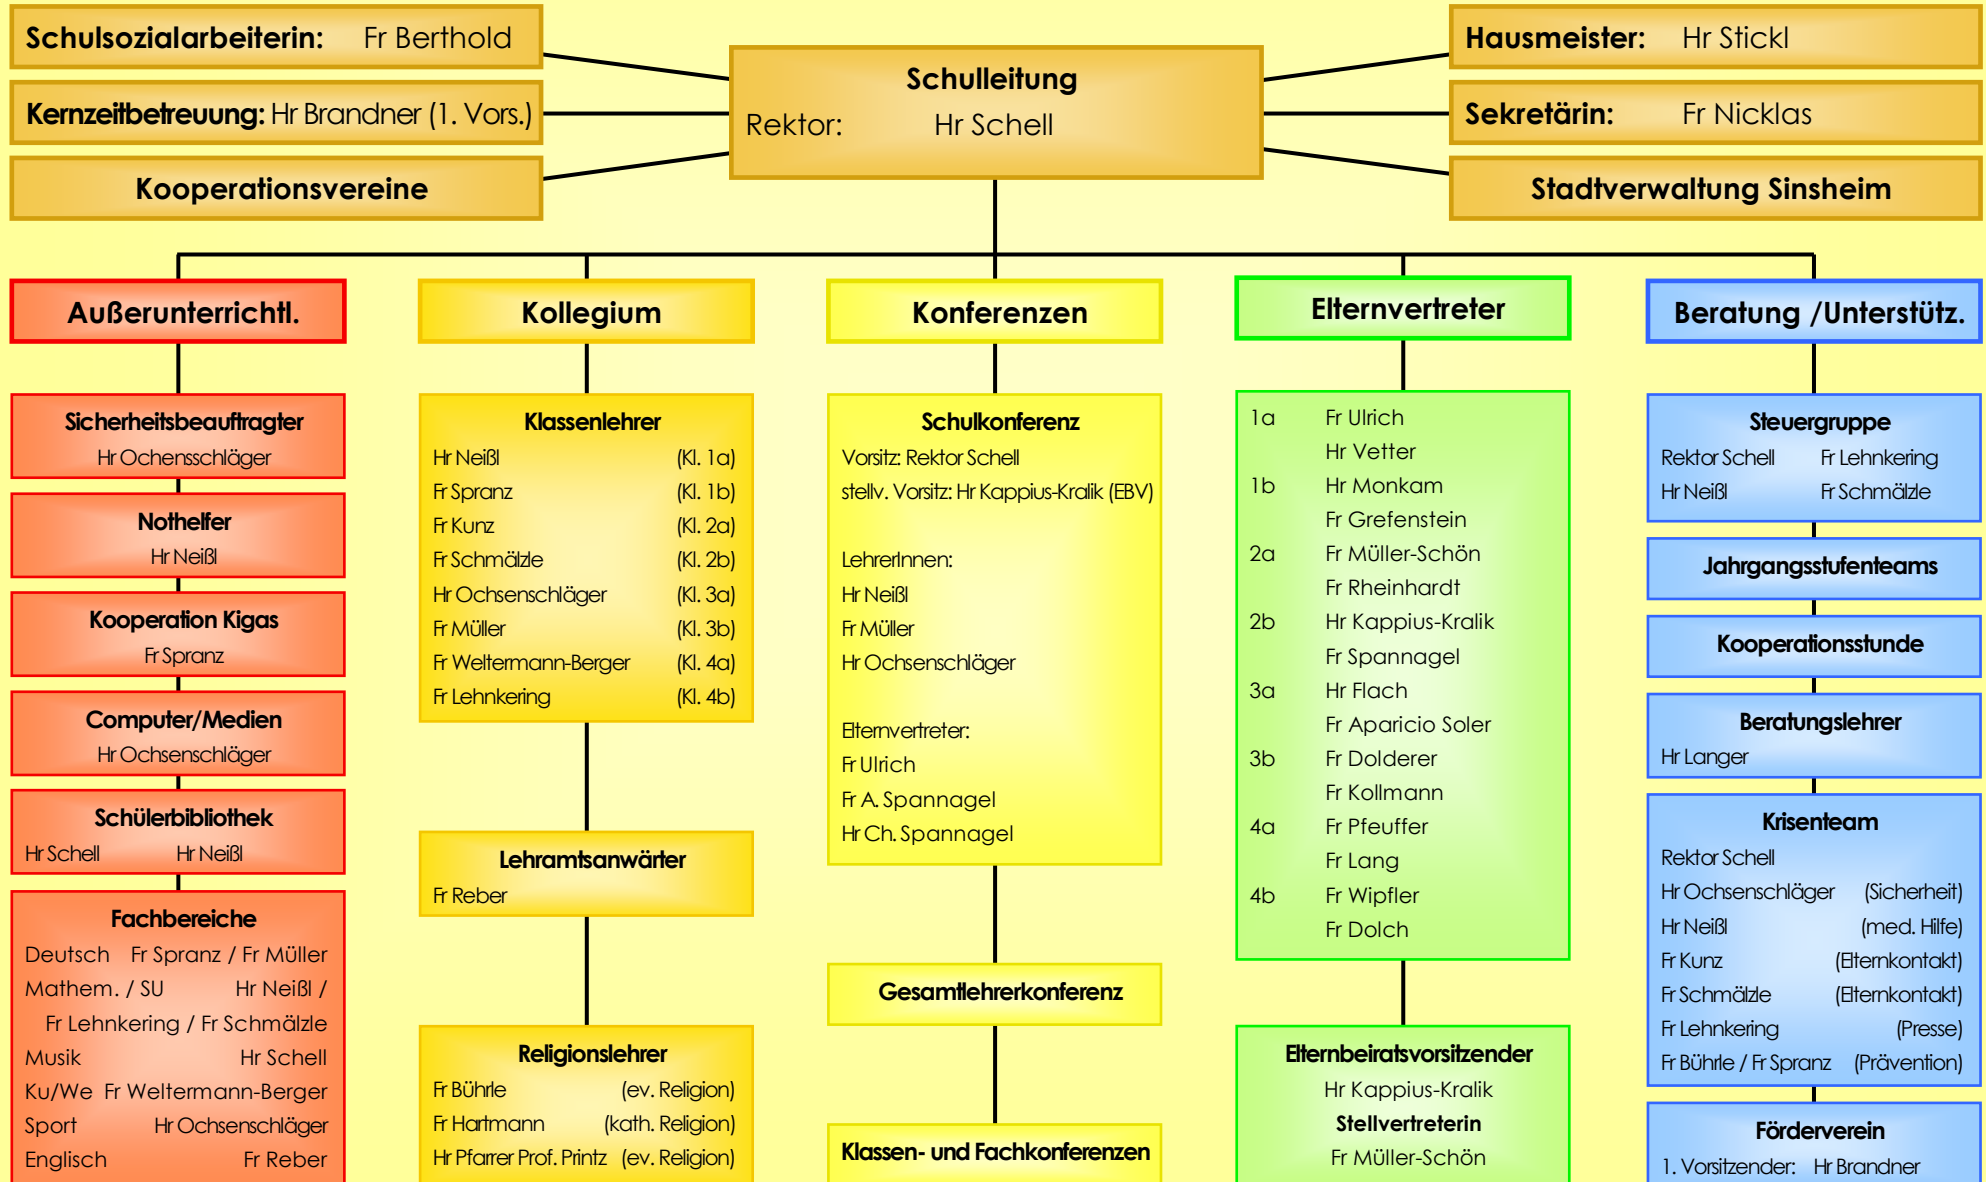 Schulsozialarbeiterin: Fr Berthold
Kernzeitbetreuung: Hr Brandner (1. Vors.)
Kooperationsvereine
Schulleitung
Rektor: Hr Schell
Hausmeister: Hr Stickl
Sekretärin: Fr Nicklas
Stadtverwaltung Sinsheim
Außerunterrichtl.
Sicherheitsbeauftragter
Hr Ochensschläger
Nothelfer
Hr Neißl
Kooperation Kigas
Fr Spranz
Computer/Medien
Hr Ochsenschläger
Schülerbibliothek
Hr Schell Hr Neißl
Fachbereiche
Deutsch Fr Spranz / Fr Müller
Mathem. / SU Hr Neißl /
Fr Lehnkering / Fr Schmälzle
Musik Hr Schell
Ku/We Fr Weltermann-Berger
Sport Hr Ochsenschläger
Englisch Fr Reber
Kollegium
Klassenlehrer
Hr Neißl (Kl. 1a)
Fr Spranz (Kl. 1b)
Fr Kunz (Kl. 2a)
Fr Schmälzle (Kl. 2b)
Hr Ochsenschläger (Kl. 3a)
Fr Müller (Kl. 3b)
Fr Weltermann-Berger (Kl. 4a)
Fr Lehnkering (Kl. 4b)
Lehramtsanwärter
Fr Reber
Religionslehrer
Fr Bührle (ev. Religion)
Fr Hartmann (kath. Religion)
Hr Pfarrer Prof. Printz (ev. Religion)
Konferenzen
Schulkonferenz
Vorsitz: Rektor Schell
stellv. Vorsitz: Hr Kappius-Kralik (EBV)
LehrerInnen:
Hr Neißl
Fr Müller
Hr Ochsenschläger
Elternvertreter:
Fr Ulrich
Fr A. Spannagel
Hr Ch. Spannagel
Gesamtlehrerkonferenz
Klassen- und Fachkonferenzen
Elternvertreter
1a Fr Ulrich
Hr Vetter
1b Hr Monkam
Fr Grefenstein
2a Fr Müller-Schön
Fr Rheinhardt
2b Hr Kappius-Kralik
Fr Spannagel
3a Hr Flach
Fr Aparicio Soler
3b Fr Dolderer
Fr Kollmann
4a Fr Pfeuffer
Fr Lang
4b Fr Wipfler
Fr Dolch
Elternbeiratsvorsitzender
Hr Kappius-Kralik
Stellvertreterin
Fr Müller-Schön
Beratung /Unterstütz.
Steuergruppe
Rektor Schell Fr Lehnkering
Hr Neißl Fr Schmälzle
Jahrgangsstufenteams
Kooperationsstunde
Beratungslehrer
Hr Langer
Krisenteam
Rektor Schell
Hr Ochsenschläger (Sicherheit)
Hr Neißl (med. Hilfe)
Fr Kunz (Elternkontakt)
Fr Schmälzle (Elternkontakt)
Fr Lehnkering (Presse)
Fr Bührle / Fr Spranz (Prävention)
Förderverein
1. Vorsitzender: Hr Brandner